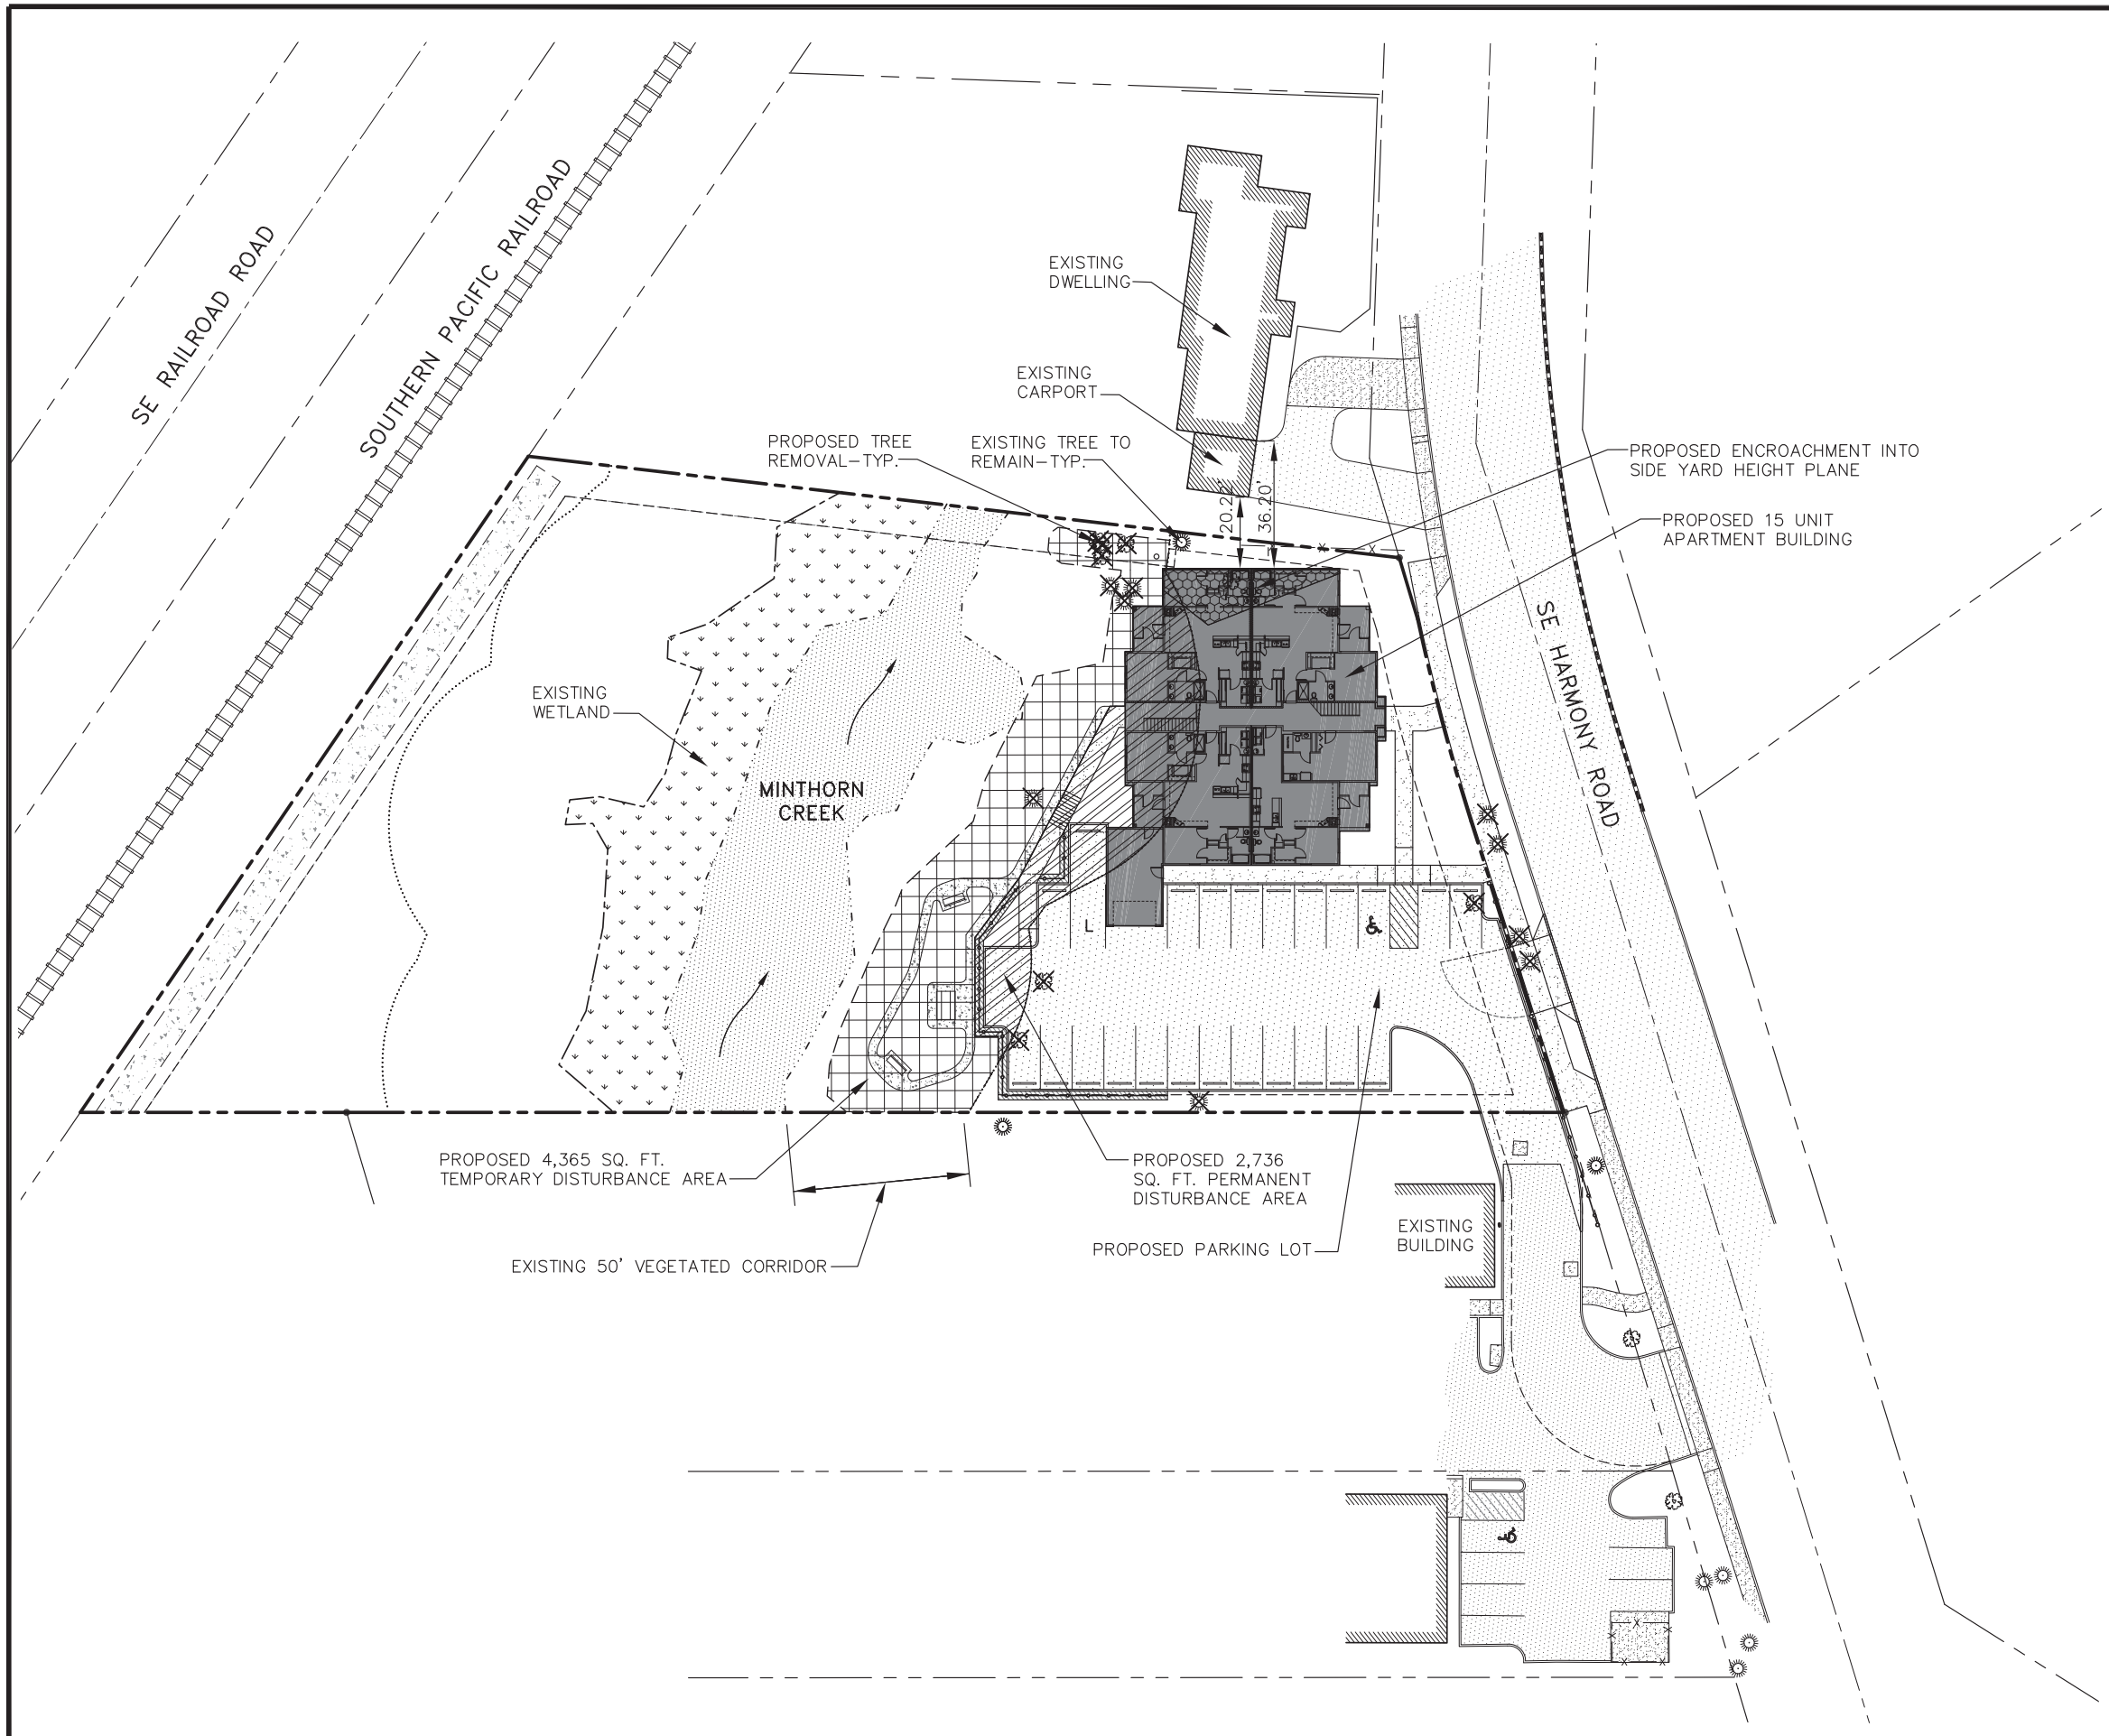 SE RAILROAD ROAD
SOUTHERN PACIFIC RAILROAD
EXISTING
DWELLING
EXISTING
CARPORT
PROPOSED TREE
REMOVAL-TYP.
EXISTING TREE TO
REMAIN-TYP.
20.22'
36.20'
PROPOSED ENCROACHMENT INTO
SIDE YARD HEIGHT PLANE
PROPOSED 15 UNIT
APARTMENT BUILDING
SE HARMONY ROAD
EXISTING
WETLAND
MINTHORN
CREEK
L
PROPOSED 4,365 SQ. FT.
TEMPORARY DISTURBANCE AREA
PROPOSED 2,736
SQ. FT. PERMANENT
DISTURBANCE AREA
EXISTING 50' VEGETATED CORRIDOR
PROPOSED PARKING LOT
EXISTING
BUILDING